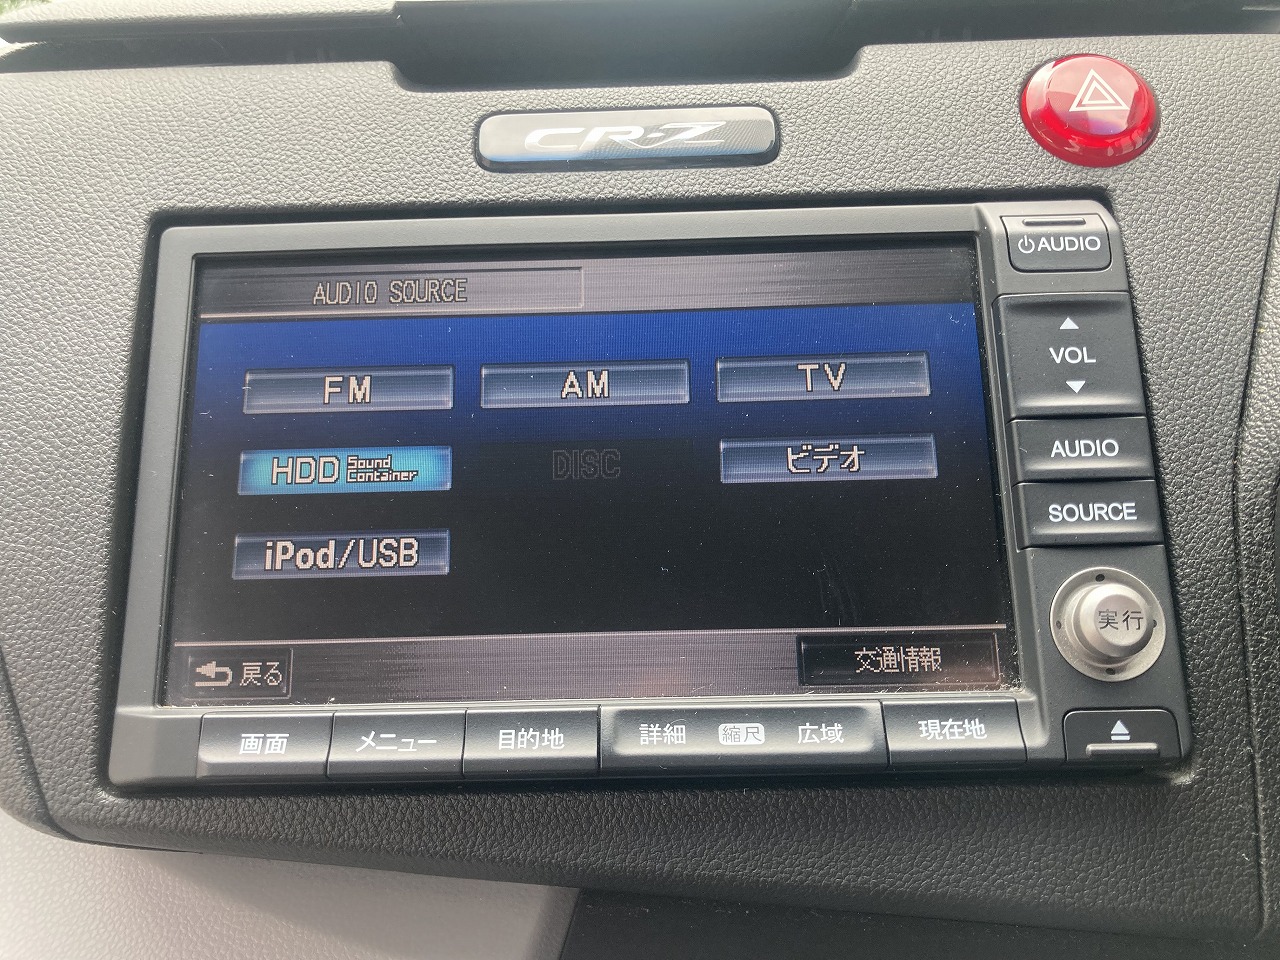 CR-Z
AUDIO SOURCE
AUDIO
FM
AM
TV
VOL
HDD Sound Container
DISC
ビデオ
AUDIO
iPod/USB
SOURCE
実行
戻る
交通情報
画面
メニュー
目的地
詳細
縮尺
広域
現在地